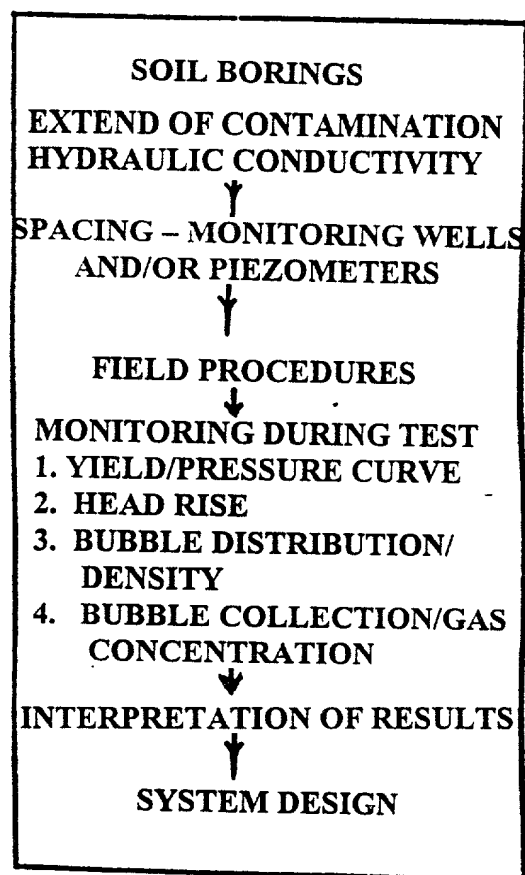 SOIL BORINGS
EXTEND OF CONTAMINATION
HYDRAULIC CONDUCTIVITY
SPACING – MONITORING WELLS
AND/OR PIEZOMETERS
FIELD PROCEDURES
MONITORING DURING TEST
1. YIELD/PRESSURE CURVE
2. HEAD RISE
3. BUBBLE DISTRIBUTION/
DENSITY
4. BUBBLE COLLECTION/GAS
CONCENTRATION
INTERPRETATION OF RESULTS
SYSTEM DESIGN